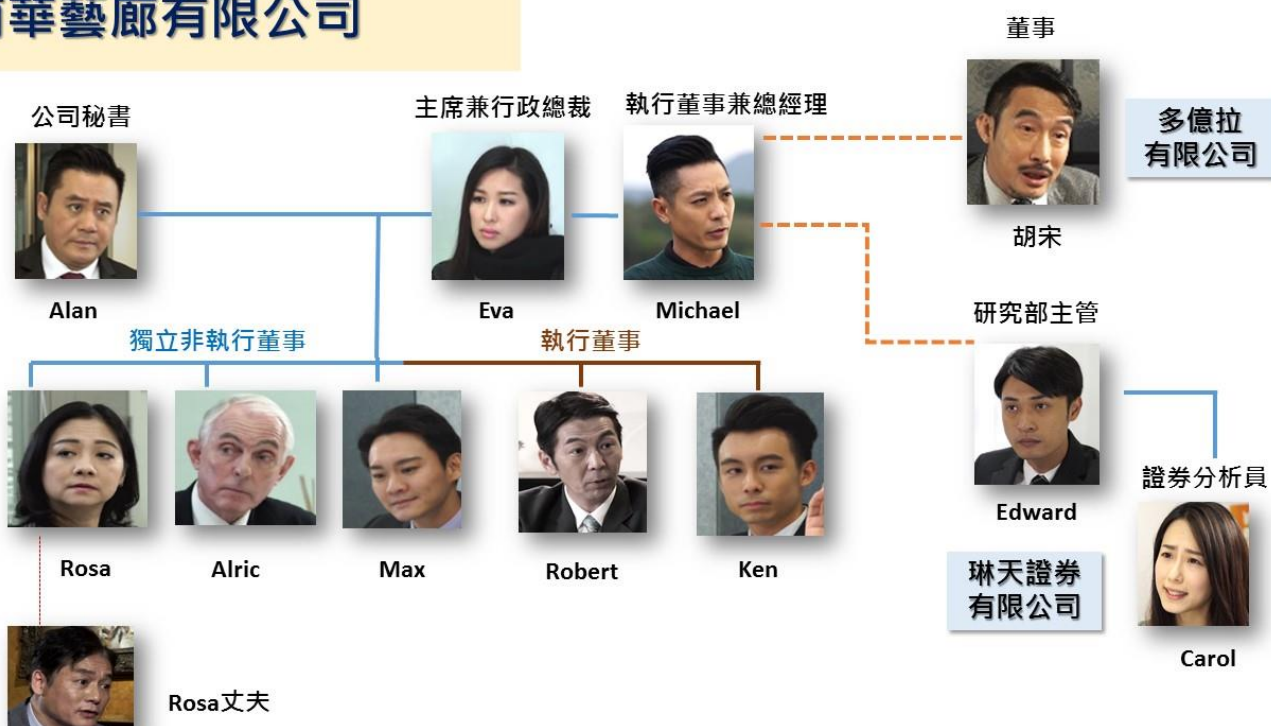 華藝廊有限公司
董事
公司秘書
主席兼行政總裁
執行董事兼總經理
多億拉
有限公司
胡宋
Alan
Eva
Michael
研究部主管
獨立非執行董事
執行董事
Edward
證券分析員
Rosa
Alric
Max
Robert
Ken
琳天證券
有限公司
Carol
Rosa丈夫